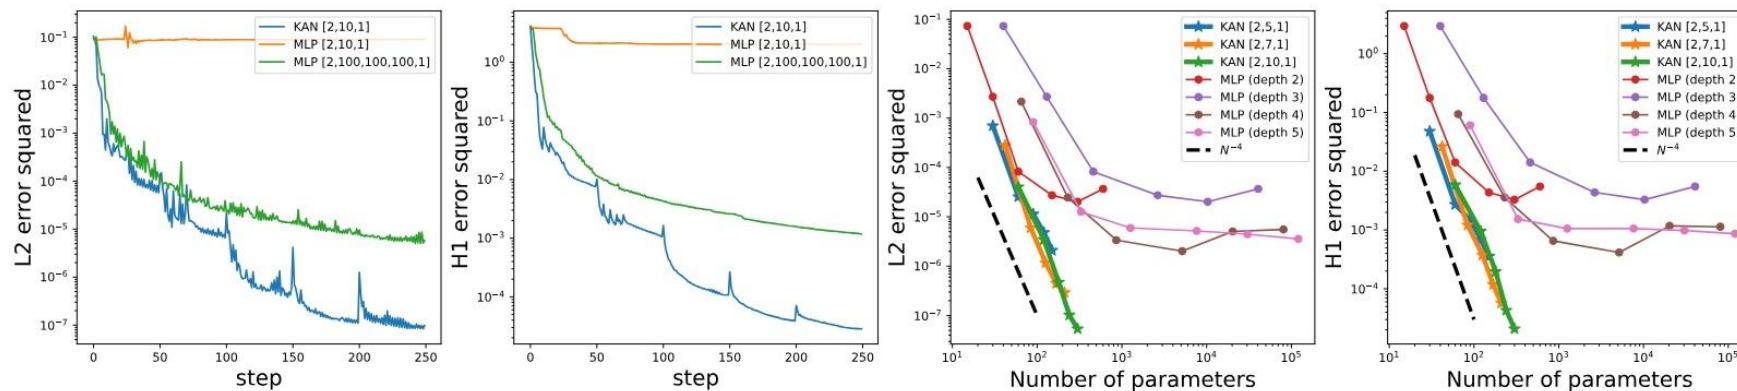 L2 error squared
10⁻¹
10⁻²
10⁻³
10⁻⁴
10⁻⁵
10⁻⁶
10⁻⁷
KAN [2,10,1]
MLP [2,10,1]
MLP [2,100,100,100,1]
0 50 100 150 200 250
step
H1 error squared
10⁰
10⁻¹
10⁻²
10⁻³
10⁻⁴
KAN [2,10,1]
MLP [2,10,1]
MLP [2,100,100,100,1]
0 50 100 150 200 250
step
L2 error squared
10⁻¹
10⁻²
10⁻³
10⁻⁴
10⁻⁵
10⁻⁶
10⁻⁷
KAN [2,5,1]
KAN [2,7,1]
KAN [2,10,1]
MLP (depth 2)
MLP (depth 3)
MLP (depth 4)
MLP (depth 5)
N⁻⁴
10¹ 10² 10³ 10⁴ 10⁵
Number of parameters
H1 error squared
10⁰
10⁻¹
10⁻²
10⁻³
10⁻⁴
KAN [2,5,1]
KAN [2,7,1]
KAN [2,10,1]
MLP (depth 2
MLP (depth 3
MLP (depth 4
MLP (depth 5)
N⁻⁴
10¹ 10² 10³ 10⁴ 10⁵
Number of parameters